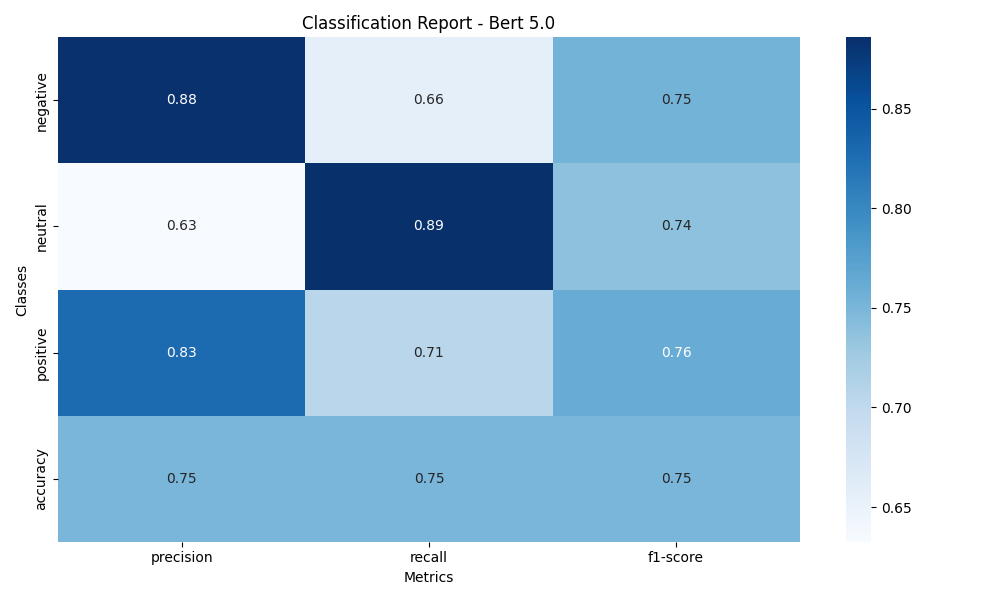 Classification Report - Bert 5.0
Classes
negative 0.88 0.66 0.75
neutral 0.63 0.89 0.74
positive 0.83 0.71 0.76
accuracy 0.75 0.75 0.75
precision recall f1-score
Metrics
0.85
0.80
0.75
0.70
0.65